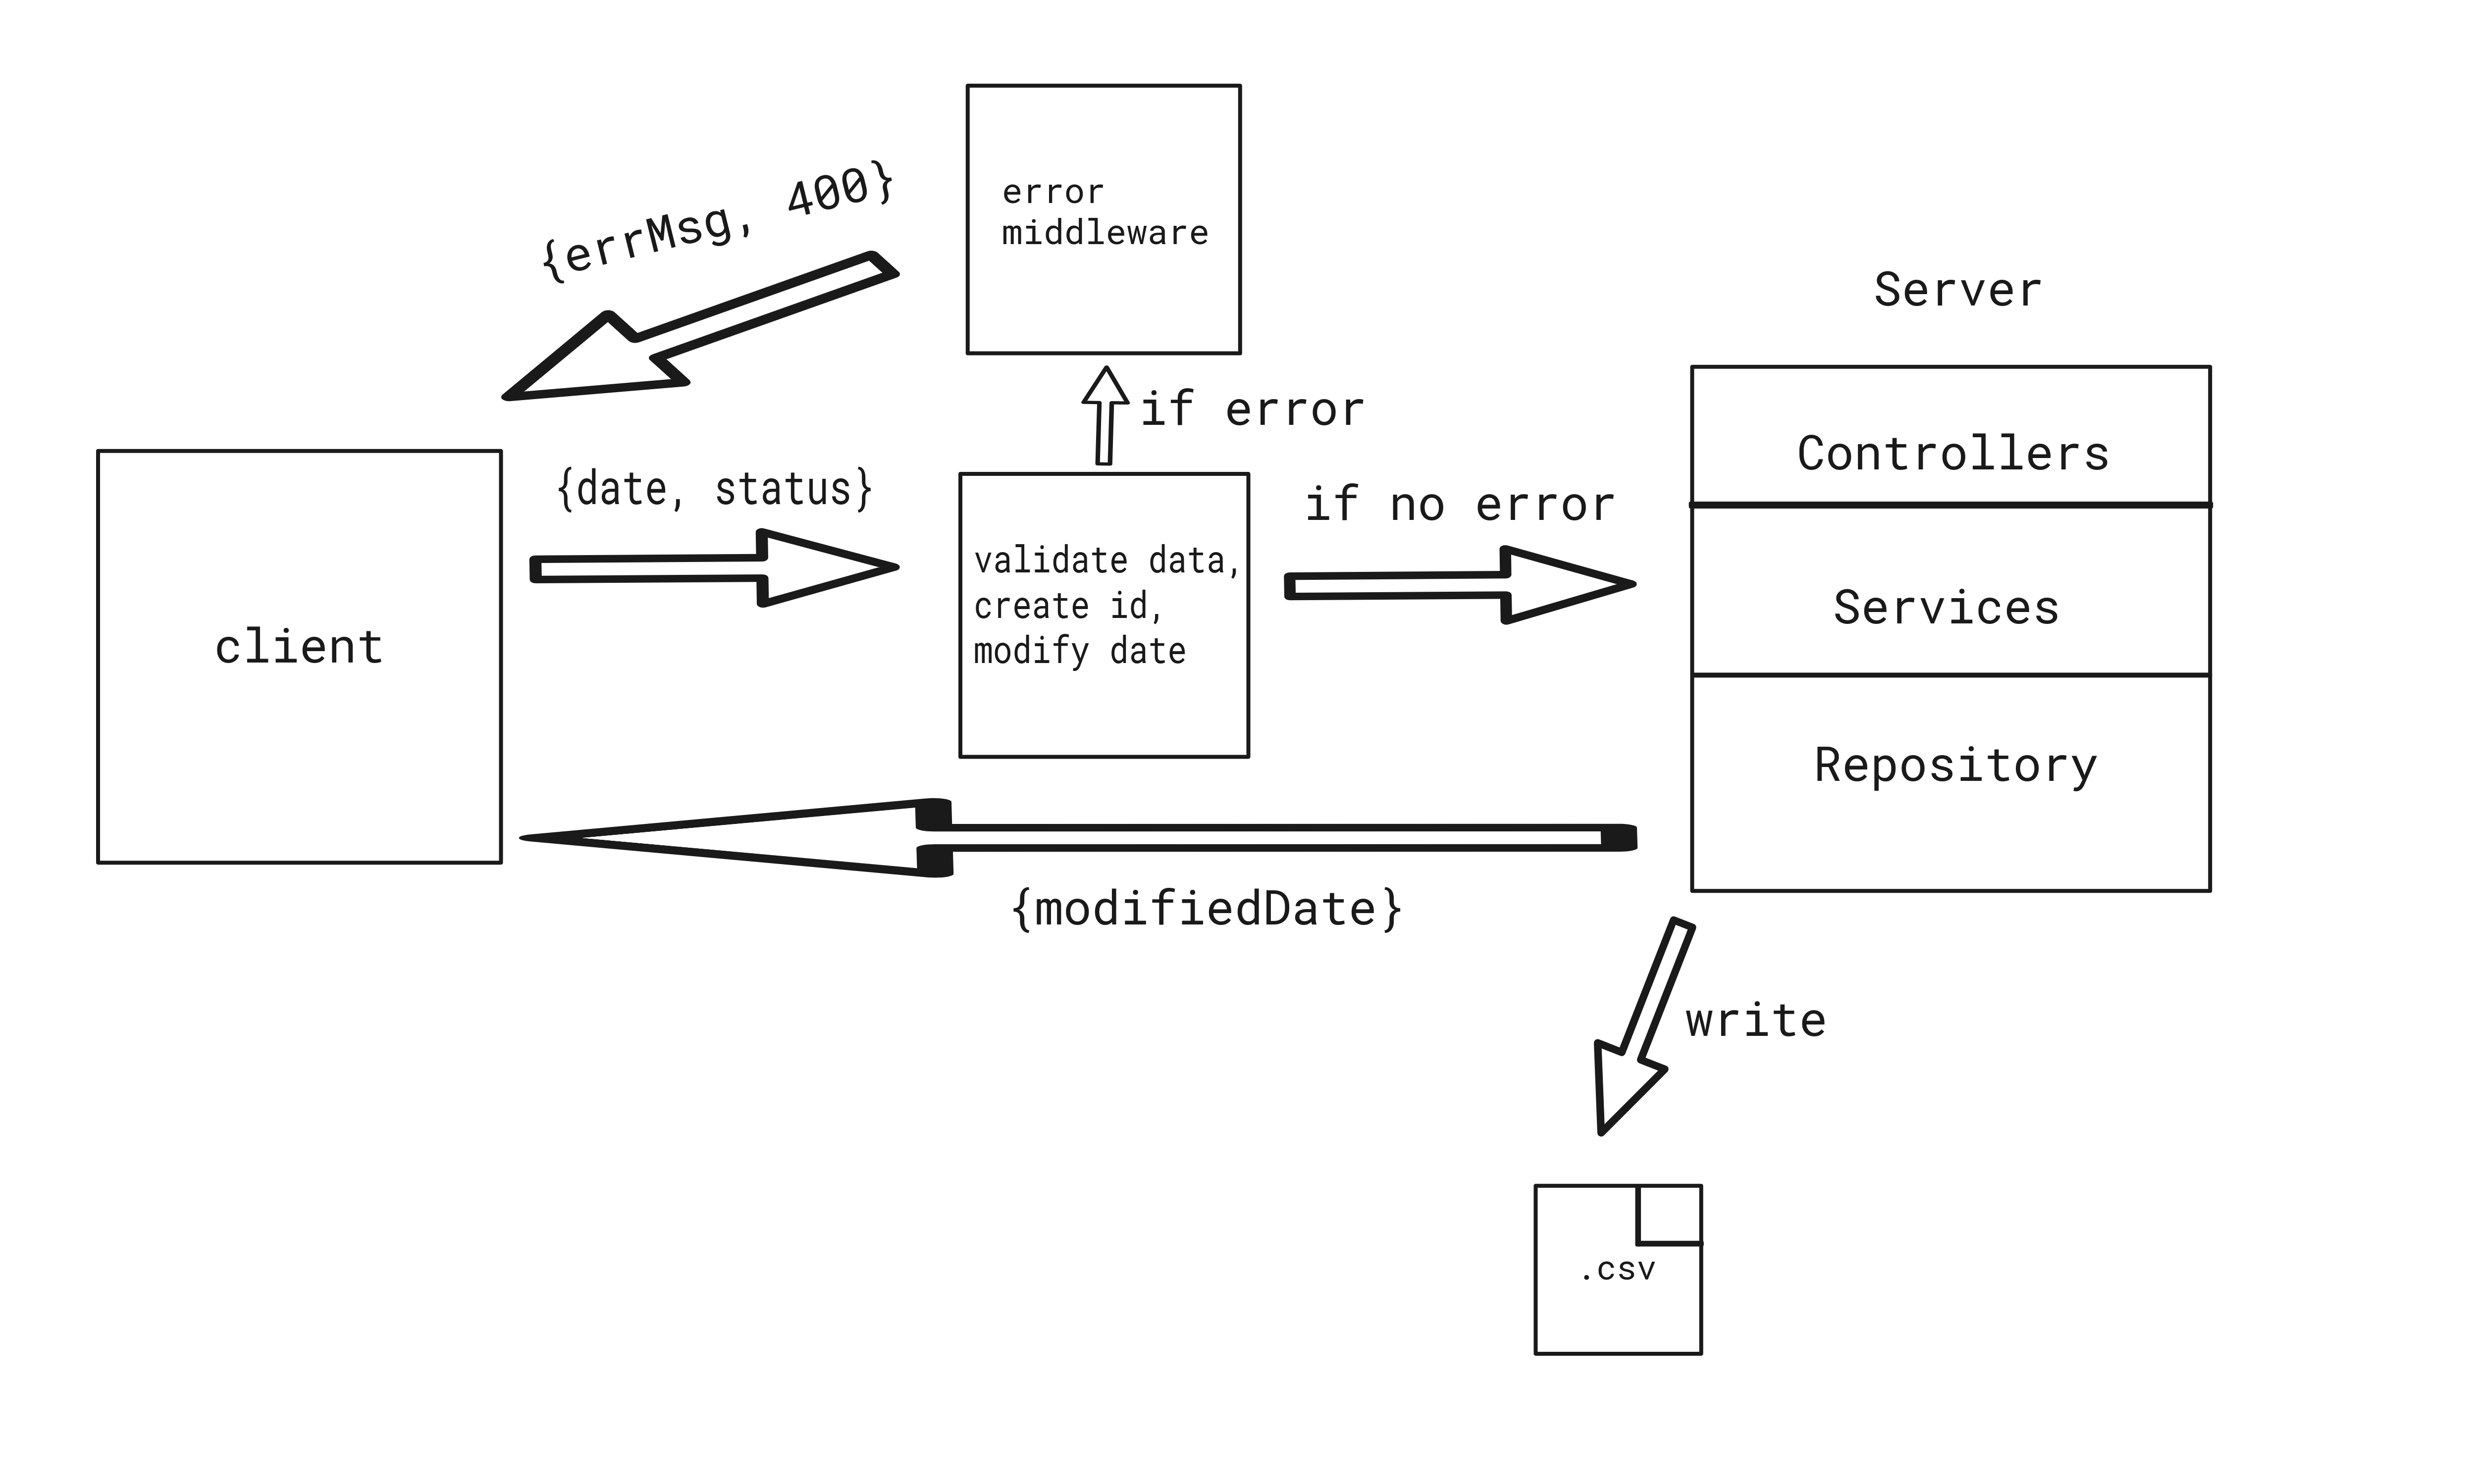 error
middleware
{errMsg, 400}
Server
if error
Controllers
{date, status}
if no error
validate data,
create id,
modify date
Services
client
Repository
{modifiedDate}
write
.csv